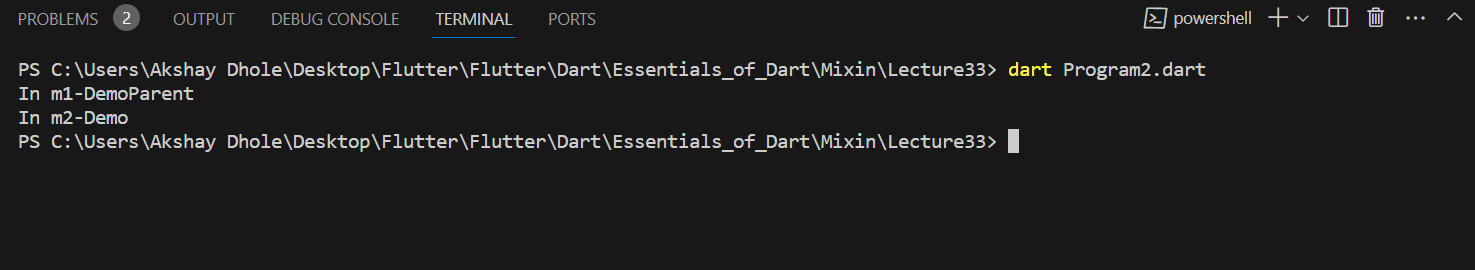 PROBLEMS 2 OUTPUT DEBUG CONSOLE TERMINAL PORTS powershell
PS C:\Users\Akshay Dhole\Desktop\Flutter\Flutter\Dart\Essentials_of_Dart\Mixin\Lecture33> dart Program2.dart
In m1-DemoParent
In m2-Demo
PS C:\Users\Akshay Dhole\Desktop\Flutter\Flutter\Dart\Essentials_of_Dart\Mixin\Lecture33>